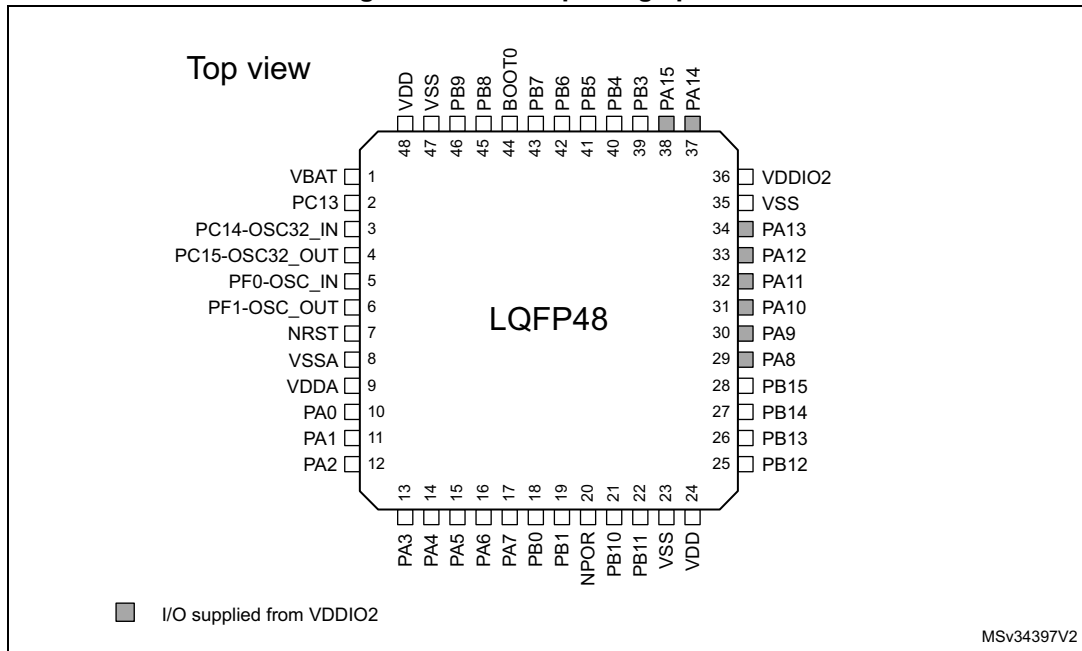 Top view
48 VDD
47 VSS
46 PB9
45 PB8
44 BOOT0
43 PB7
42 PB6
41 PB5
40 PB4
39 PB3
38 PA15
37 PA14
VBAT 1
PC13 2
PC14-OSC32_IN 3
PC15-OSC32_OUT 4
PF0-OSC_IN 5
PF1-OSC_OUT 6
NRST 7
VSSA 8
VDDA 9
PA0 10
PA1 11
PA2 12
LQFP48
36 VDDIO2
35 VSS
34 PA13
33 PA12
32 PA11
31 PA10
30 PA9
29 PA8
28 PB15
27 PB14
26 PB13
25 PB12
PA3 13
PA4 14
PA5 15
PA6 16
PA7 17
PB0 18
PB1 19
NPOR 20
PB10 21
PB11 22
VSS 23
VDD 24
I/O supplied from VDDIO2
MSv34397V2